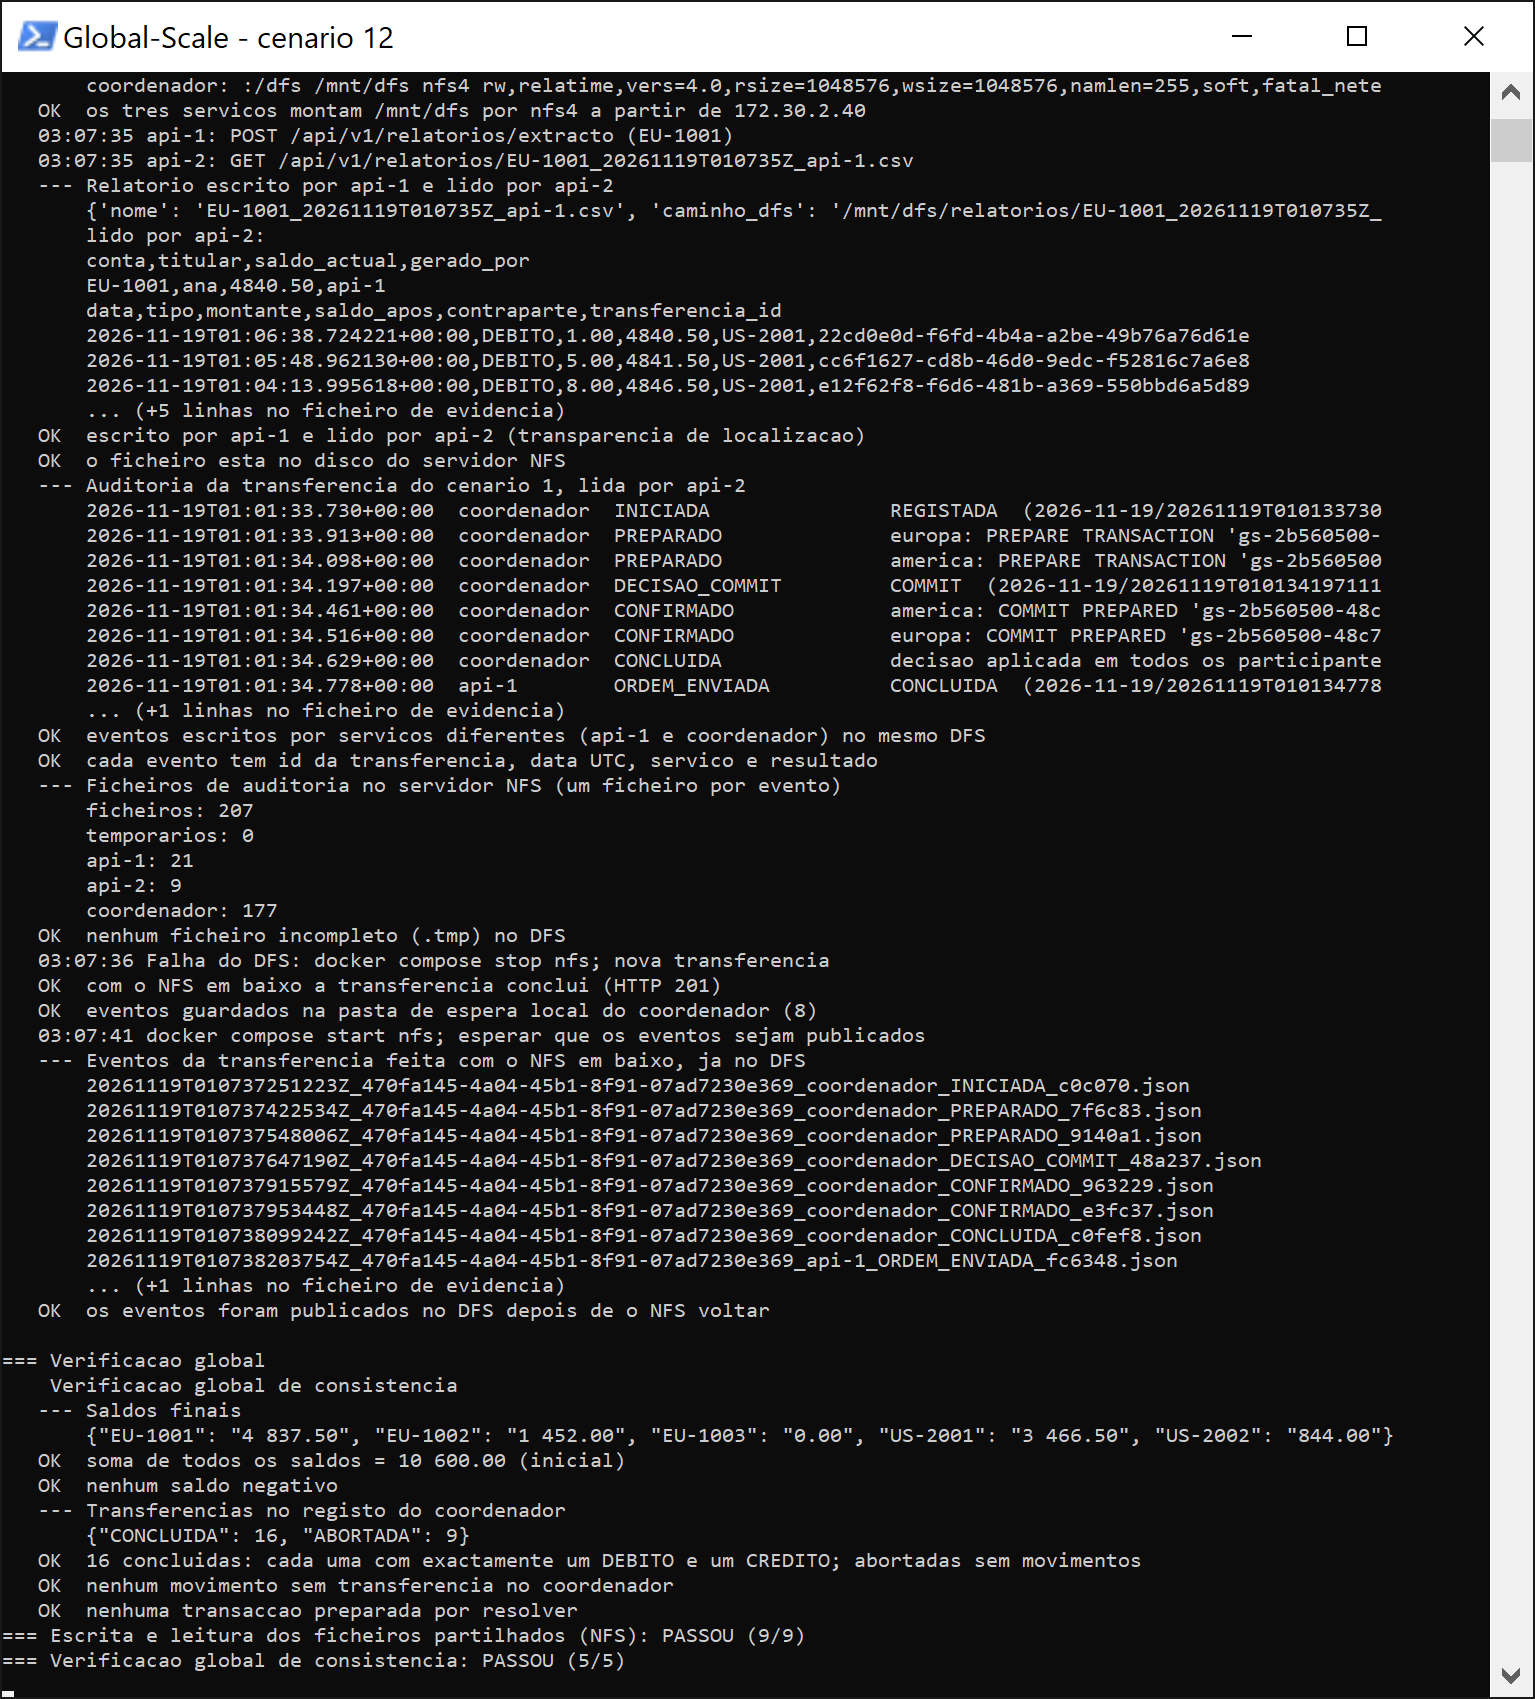 Global-Scale - cenario 12
coordenador: :/dfs /mnt/dfs nfs4 rw,relatime,vers=4.0,rsize=1048576,wsize=1048576,namlen=255,soft,fatal_nete
OK os tres servicos montam /mnt/dfs por nfs4 a partir de 172.30.2.40
03:07:35 api-1: POST /api/v1/relatorios/extracto (EU-1001)
03:07:35 api-2: GET /api/v1/relatorios/EU-1001_20261119T010735Z_api-1.csv
--- Relatorio escrito por api-1 e lido por api-2
{'nome': 'EU-1001_20261119T010735Z_api-1.csv', 'caminho_dfs': '/mnt/dfs/relatorios/EU-1001_20261119T010735Z_
lido por api-2:
conta,titular,saldo_actual,gerado_por
EU-1001,ana,4840.50,api-1
data,tipo,montante,saldo_apos,contraparte,transferencia_id
2026-11-19T01:06:38.724221+00:00,DEBITO,1.00,4840.50,US-2001,22cd0e0d-f6fd-4b4a-a2be-49b76a76d61e
2026-11-19T01:05:48.962130+00:00,DEBITO,5.00,4841.50,US-2001,cc6f1627-cd8b-46d0-9edc-f52816c7a6e8
2026-11-19T01:04:13.995618+00:00,DEBITO,8.00,4846.50,US-2001,e12f62f8-f6d6-481b-a369-550bbd6a5d89
... (+5 linhas no ficheiro de evidencia)
OK escrito por api-1 e lido por api-2 (transparencia de localizacao)
OK o ficheiro esta no disco do servidor NFS
--- Auditoria da transferencia do cenario 1, lida por api-2
2026-11-19T01:01:33.730+00:00 coordenador INICIADA REGISTADA (2026-11-19/20261119T010133730
2026-11-19T01:01:33.913+00:00 coordenador PREPARADO europa: PREPARE TRANSACTION 'gs-2b560500-
2026-11-19T01:01:34.098+00:00 coordenador PREPARADO america: PREPARE TRANSACTION 'gs-2b560500
2026-11-19T01:01:34.197+00:00 coordenador DECISAO_COMMIT COMMIT (2026-11-19/20261119T010134197111
2026-11-19T01:01:34.461+00:00 coordenador CONFIRMADO america: COMMIT PREPARED 'gs-2b560500-48c
2026-11-19T01:01:34.516+00:00 coordenador CONFIRMADO europa: COMMIT PREPARED 'gs-2b560500-48c7
2026-11-19T01:01:34.629+00:00 coordenador CONCLUIDA decisao aplicada em todos os participante
2026-11-19T01:01:34.778+00:00 api-1 ORDEM_ENVIADA CONCLUIDA (2026-11-19/20261119T010134778
... (+1 linhas no ficheiro de evidencia)
OK eventos escritos por servicos diferentes (api-1 e coordenador) no mesmo DFS
OK cada evento tem id da transferencia, data UTC, servico e resultado
--- Ficheiros de auditoria no servidor NFS (um ficheiro por evento)
ficheiros: 207
temporarios: 0
api-1: 21
api-2: 9
coordenador: 177
OK nenhum ficheiro incompleto (.tmp) no DFS
03:07:36 Falha do DFS: docker compose stop nfs; nova transferencia
OK com o NFS em baixo a transferencia conclui (HTTP 201)
OK eventos guardados na pasta de espera local do coordenador (8)
03:07:41 docker compose start nfs; esperar que os eventos sejam publicados
--- Eventos da transferencia feita com o NFS em baixo, ja no DFS
20261119T010737251223Z_470fa145-4a04-45b1-8f91-07ad7230e369_coordenador_INICIADA_c0c070.json
20261119T010737422534Z_470fa145-4a04-45b1-8f91-07ad7230e369_coordenador_PREPARADO_7f6c83.json
20261119T010737548006Z_470fa145-4a04-45b1-8f91-07ad7230e369_coordenador_PREPARADO_9140a1.json
20261119T010737647190Z_470fa145-4a04-45b1-8f91-07ad7230e369_coordenador_DECISAO_COMMIT_48a237.json
20261119T010737915579Z_470fa145-4a04-45b1-8f91-07ad7230e369_coordenador_CONFIRMADO_963229.json
20261119T010737953448Z_470fa145-4a04-45b1-8f91-07ad7230e369_coordenador_CONFIRMADO_e3fc37.json
20261119T010738099242Z_470fa145-4a04-45b1-8f91-07ad7230e369_coordenador_CONCLUIDA_c0fef8.json
20261119T010738203754Z_470fa145-4a04-45b1-8f91-07ad7230e369_api-1_ORDEM_ENVIADA_fc6348.json
... (+1 linhas no ficheiro de evidencia)
OK os eventos foram publicados no DFS depois de o NFS voltar
=== Verificacao global
Verificacao global de consistencia
--- Saldos finais
{"EU-1001": "4 837.50", "EU-1002": "1 452.00", "EU-1003": "0.00", "US-2001": "3 466.50", "US-2002": "844.00"}
OK soma de todos os saldos = 10 600.00 (inicial)
OK nenhum saldo negativo
--- Transferencias no registo do coordenador
{"CONCLUIDA": 16, "ABORTADA": 9}
OK 16 concluidas: cada uma com exactamente um DEBITO e um CREDITO; abortadas sem movimentos
OK nenhum movimento sem transferencia no coordenador
OK nenhuma transaccao preparada por resolver
=== Escrita e leitura dos ficheiros partilhados (NFS): PASSOU (9/9)
=== Verificacao global de consistencia: PASSOU (5/5)